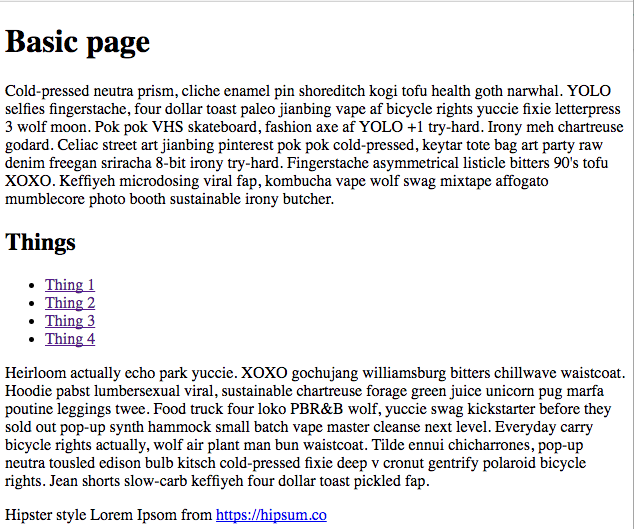 Basic page
Cold-pressed neutra prism, cliche enamel pin shoreditch kogi tofu health goth narwhal. YOLO
selfies fingerstache, four dollar toast paleo jianbing vape af bicycle rights yuccie fixie letterpress
3 wolf moon. Pok pok VHS skateboard, fashion axe af YOLO +1 try-hard. Irony meh chartreuse
godard. Celiac street art jianbing pinterest pok pok cold-pressed, keytar tote bag art party raw
denim freegan sriracha 8-bit irony try-hard. Fingerstache asymmetrical listicle bitters 90's tofu
XOXO. Keffiyeh microdosing viral fap, kombucha vape wolf swag mixtape affogato
mumblecore photo booth sustainable irony butcher.
Things
• Thing 1
• Thing 2
• Thing 3
• Thing 4
Heirloom actually echo park yuccie. XOXO gochujang williamsburg bitters chillwave waistcoat.
Hoodie pabst lumbersexual viral, sustainable chartreuse forage green juice unicorn pug marfa
poutine leggings twee. Food truck four loko PBR&B wolf, yuccie swag kickstarter before they
sold out pop-up synth hammock small batch vape master cleanse next level. Everyday carry
bicycle rights actually, wolf air plant man bun waistcoat. Tilde ennui chicharrones, pop-up
neutra tousled edison bulb kitsch cold-pressed fixie deep v cronut gentrify polaroid bicycle
rights. Jean shorts slow-carb keffiyeh four dollar toast pickled fap.
Hipster style Lorem Ipsom from https://hipsum.co